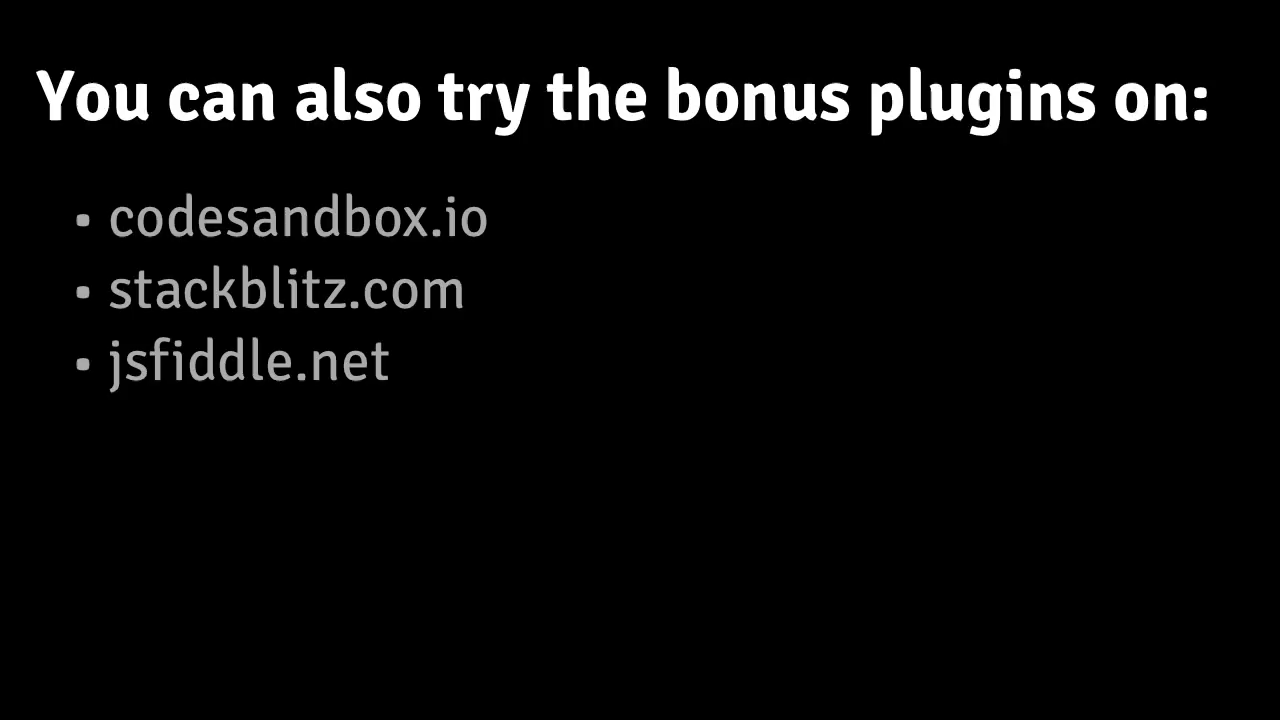 You can also try the bonus plugins on:
• codesandbox.io
• stackblitz.com
• jsfiddle.net